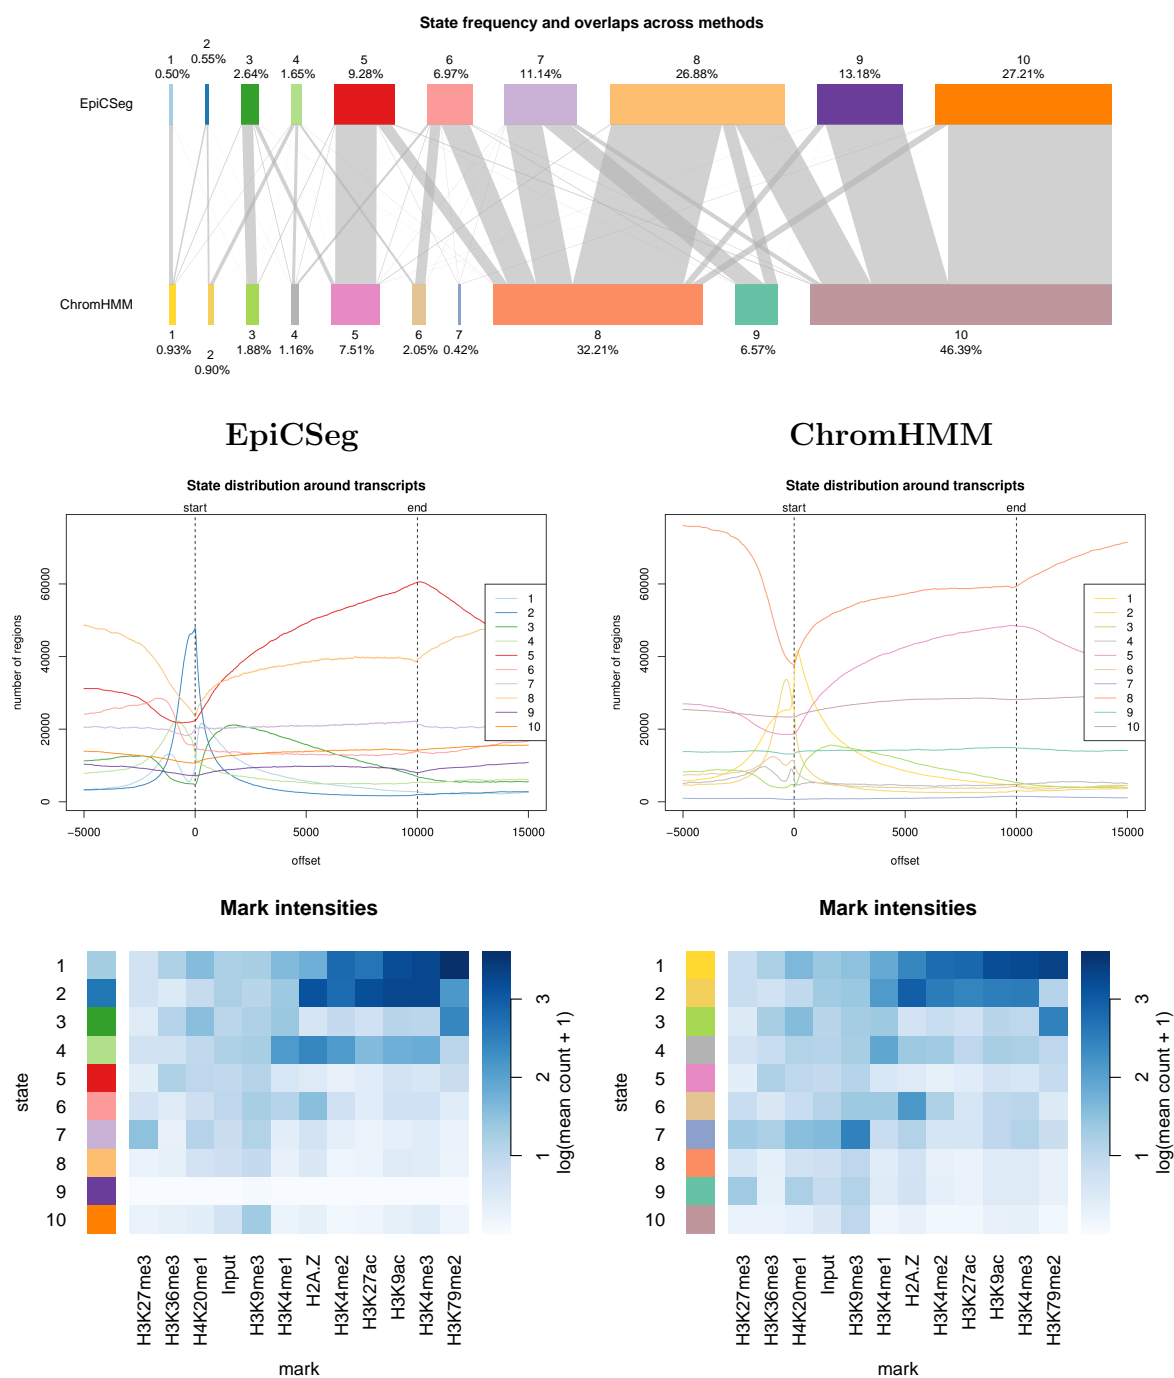 State frequency and overlaps across methods
1 2 3 4 5 6 7 8 9 10
0.50% 0.55% 2.64% 1.65% 9.28% 6.97% 11.14% 26.88% 13.18% 27.21%
EpiCSeg
ChromHMM
1 2 3 4 5 6 7 8 9 10
0.93% 0.90% 1.88% 1.16% 7.51% 2.05% 0.42% 32.21% 6.57% 46.39%
EpiCSeg
State distribution around transcripts
start end
number of regions
60000
40000
20000
0
1
2
3
4
5
6
7
8
9
10
−5000 0 5000 10000 15000
offset
ChromHMM
State distribution around transcripts
start end
number of regions
60000
40000
20000
0
1
2
3
4
5
6
7
8
9
10
−5000 0 5000 10000 15000
offset
Mark intensities
state
1
2
3
4
5
6
7
8
9
10
H3K27me3
H3K36me3
H4K20me1
Input
H3K9me3
H3K4me1
H2A.Z
H3K4me2
H3K27ac
H3K9ac
H3K4me3
H3K79me2
mark
3
2
1
log(mean count + 1)
Mark intensities
state
1
2
3
4
5
6
7
8
9
10
H3K27me3
H3K36me3
H4K20me1
Input
H3K9me3
H3K4me1
H2A.Z
H3K4me2
H3K27ac
H3K9ac
H3K4me3
H3K79me2
mark
3
2
1
log(mean count + 1)